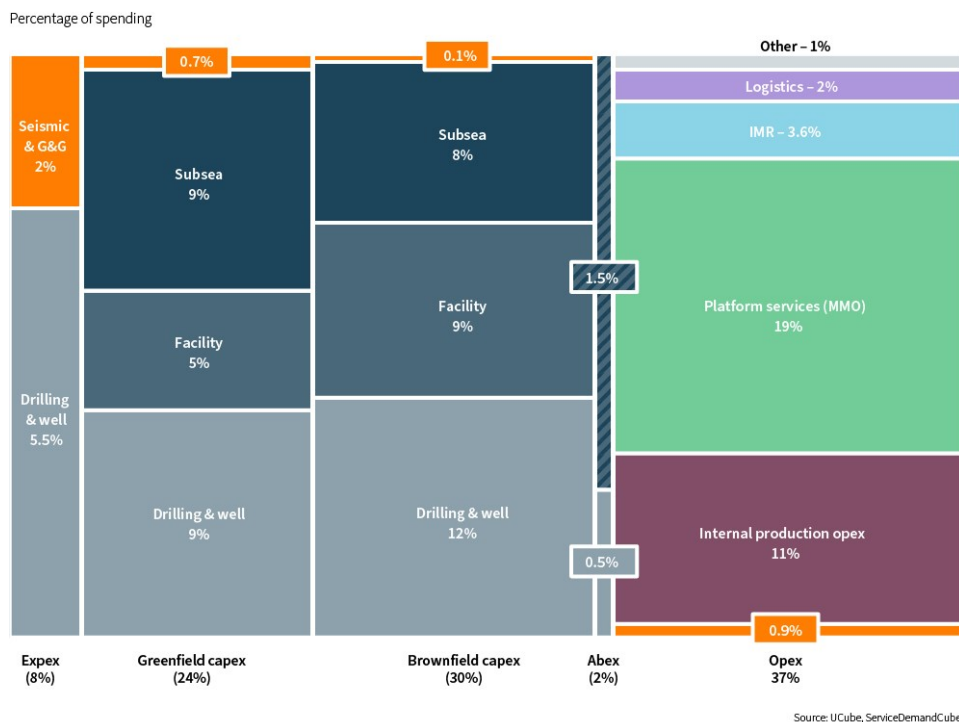 Percentage of spending
Seismic
& G&G
2%
Drilling
& well
5.5%
0.7%
Subsea
9%
Facility
5%
Drilling & well
9%
0.1%
Subsea
8%
Facility
9%
Drilling & well
12%
1.5%
0.5%
Other – 1%
Logistics – 2%
IMR – 3.6%
Platform services (MMO)
19%
Internal production opex
11%
0.9%
Expex
(8%)
Greenfield capex
(24%)
Brownfield capex
(30%)
Abex
(2%)
Opex
37%
Source: UCube, ServiceDemandCube